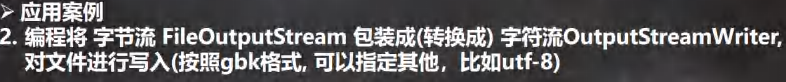 ➢ 应用案例
2. 编程将 字节流 FileOutputStream 包装成(转换成) 字符流OutputStreamWriter,
对文件进行写入(按照gbk格式, 可以指定其他，比如utf-8)